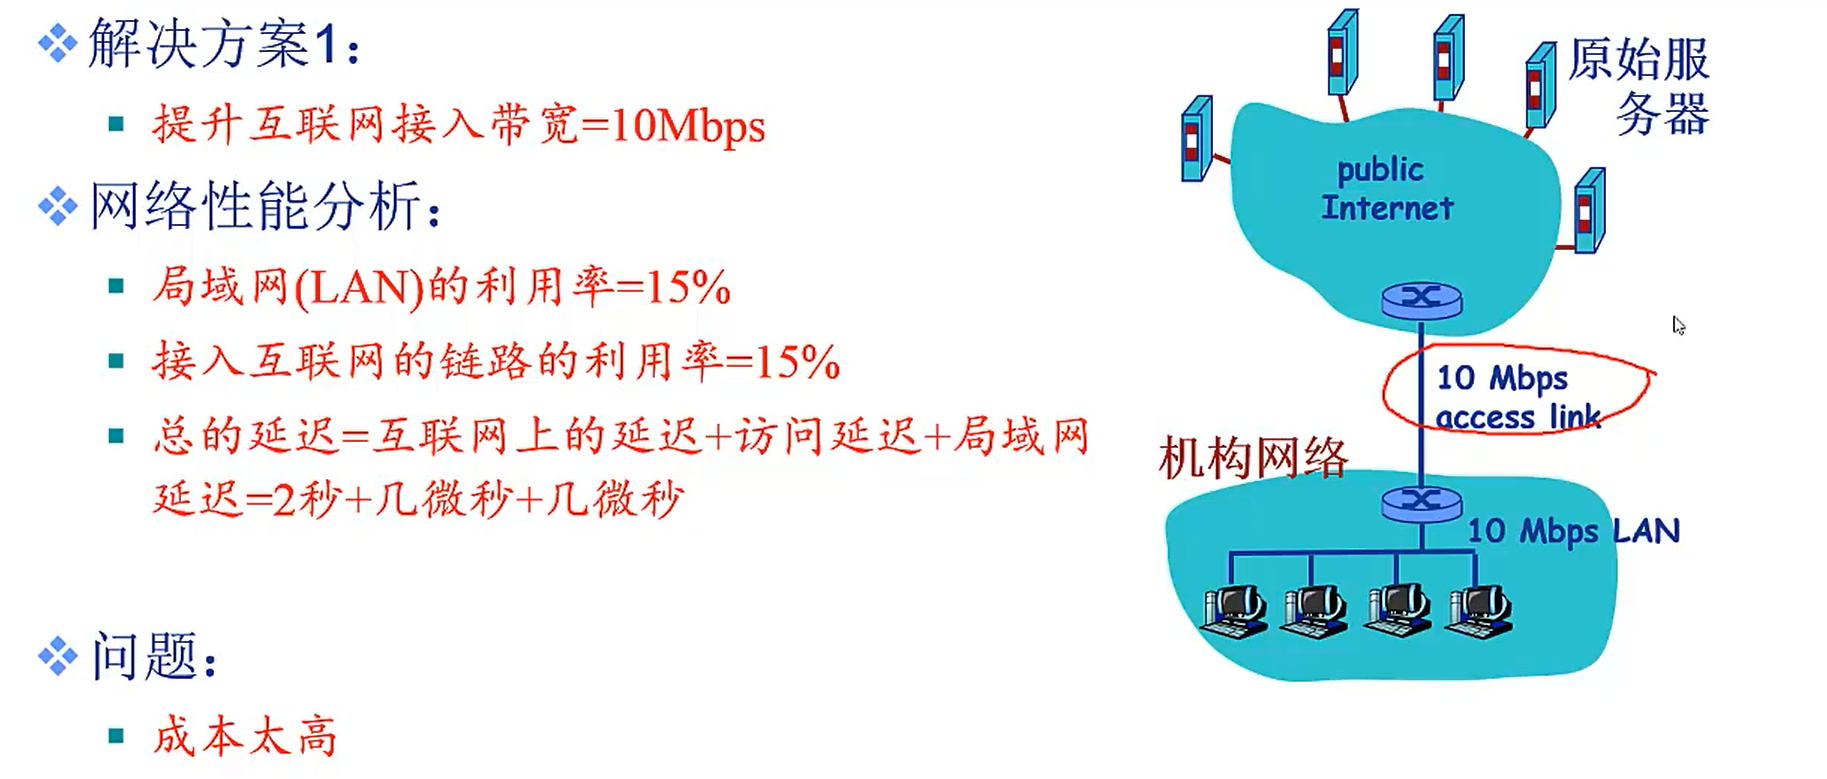 解决方案1：
提升互联网接入带宽=10Mbps
网络性能分析：
局域网(LAN)的利用率=15%
接入互联网的链路的利用率=15%
总的延迟=互联网上的延迟+访问延迟+局域网
延迟=2秒+几微秒+几微秒
问题：
成本太高
原始服
务器
public
Internet
10 Mbps
access link
机构网络
10 Mbps LAN